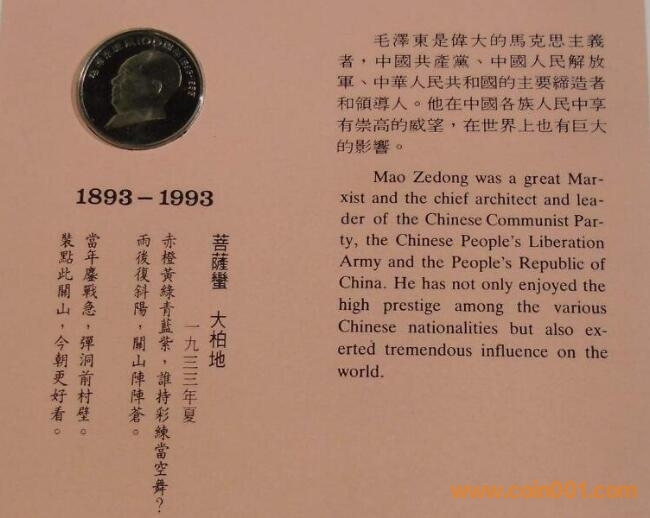 1893－1993
菩薩蠻　大柏地
一九三三年夏
赤橙黃綠青藍紫，誰持彩練當空舞？
雨後復斜陽，關山陣陣蒼。
當年鏖戰急，彈洞前村壁。
裝點此關山，今朝更好看。
毛澤東是偉大的馬克思主義
者，中國共產黨、中國人民解放
軍、中華人民共和國的主要締造者
和領導人。他在中國各族人民中享
有崇高的威望，在世界上也有巨大
的影響。
Mao Zedong was a great Mar-
xist and the chief architect and lea-
der of the Chinese Communist Par-
ty, the Chinese People's Liberation
Army and the People's Republic of
China. He has not only enjoyed the
high prestige among the various
Chinese nationalities but also ex-
erted tremendous influence on the
world.
www.coin001.com